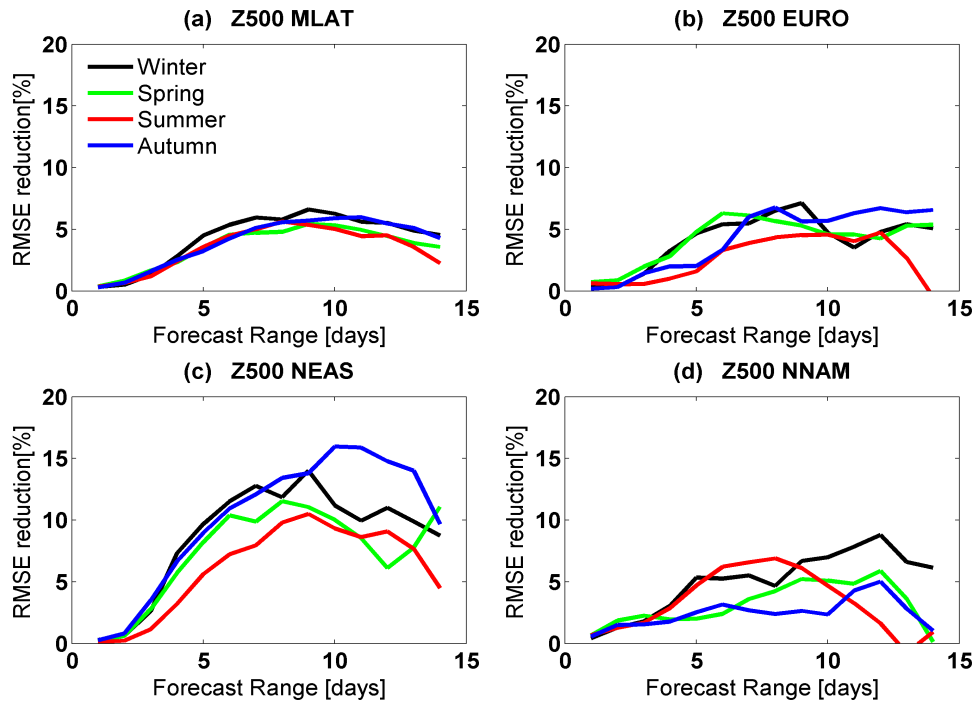 (a) Z500 MLAT
RMSE reduction[%]
20
15
10
5
0
Winter
Spring
Summer
Autumn
0 5 10 15
Forecast Range [days]
(b) Z500 EURO
RMSE reduction[%]
20
15
10
5
0
0 5 10 15
Forecast Range [days]
(c) Z500 NEAS
RMSE reduction[%]
20
15
10
5
0
0 5 10 15
Forecast Range [days]
(d) Z500 NNAM
RMSE reduction[%]
20
15
10
5
0
0 5 10 15
Forecast Range [days]